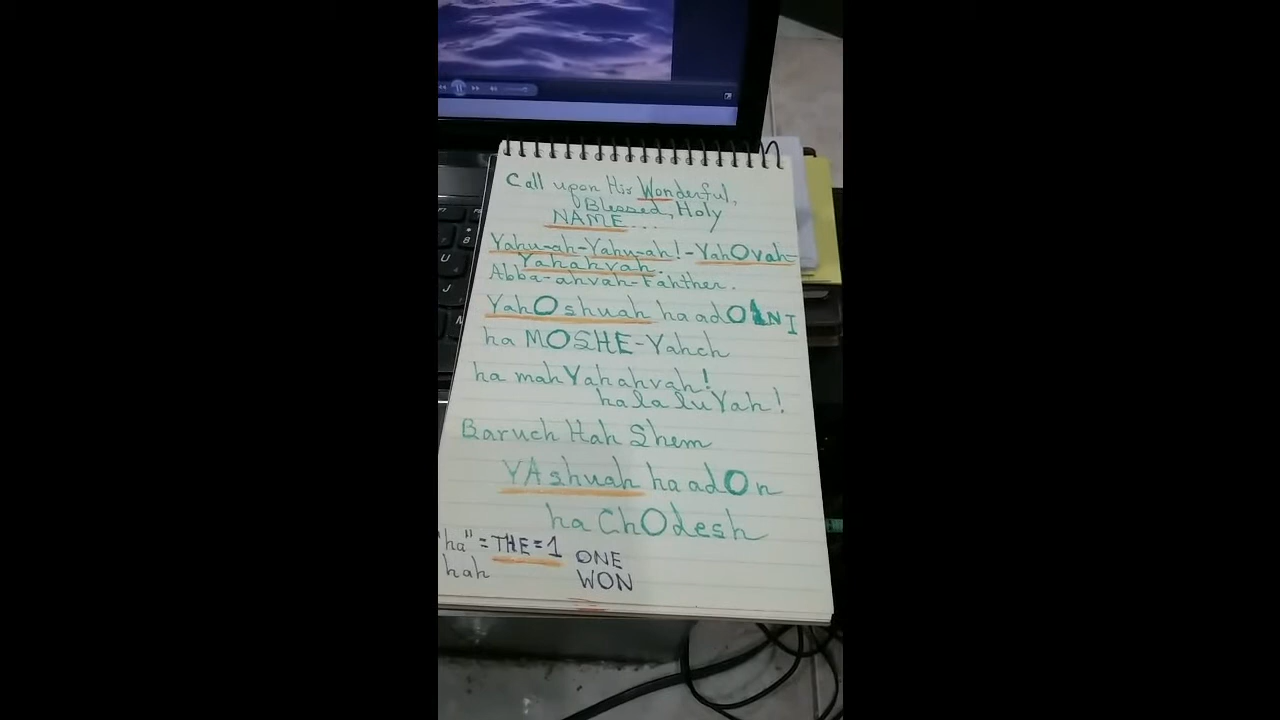 Call upon His Wonderful,
Blessed, Holy
NAME...
Yahu-ah-Yahu-ah!-YahOvah-
Yahahvah.
Abba-ahvah-Fahther.
YahOshuah ha adONI
ha MOSHE-Yahch
ha mahYahahvah!
halaluYah!
Baruch Hah Shem
YAshuah ha adOn
ha ChOdesh
"ha" = THE = 1 ONE
hah WON